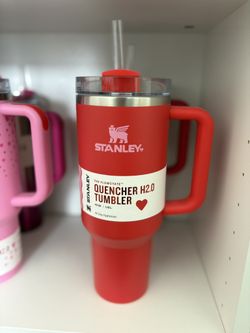 STANLEY
THE FLOWSTATE™
QUENCHER H2.0
TUMBLER
STANLEY